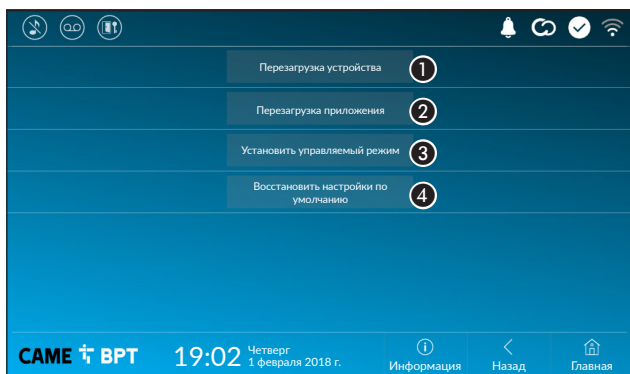 Перезагрузка устройства 1
Перезагрузка приложения 2
Установить управляемый режим 3
Восстановить настройки по
умолчанию 4
CAME BPT 19:02 Четверг
1 февраля 2018 г.
Информация Назад Главная